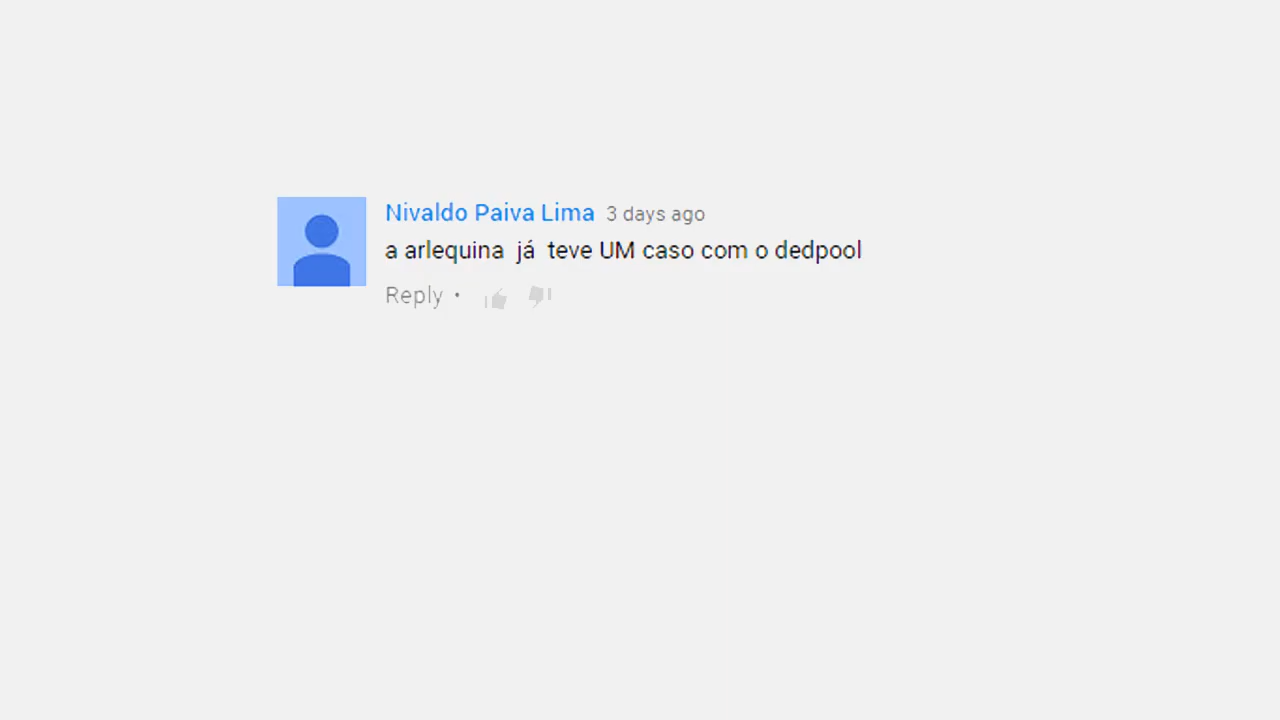 Nivaldo Paiva Lima 3 days ago
a arlequina já teve UM caso com o dedpool
Reply •